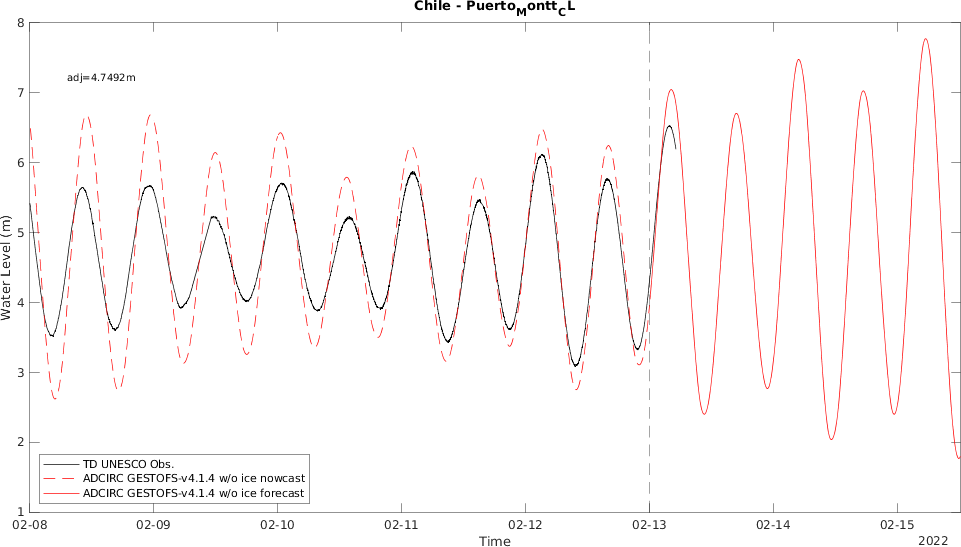 Chile - PuertoMonttCL
8
adj=4.7492m
7
6
5
4
3
2
1
Water Level (m)
TD UNESCO Obs.
ADCIRC GESTOFS-v4.1.4 w/o ice nowcast
ADCIRC GESTOFS-v4.1.4 w/o ice forecast
02-08 02-09 02-10 02-11 02-12 02-13 02-14 02-15
Time
2022